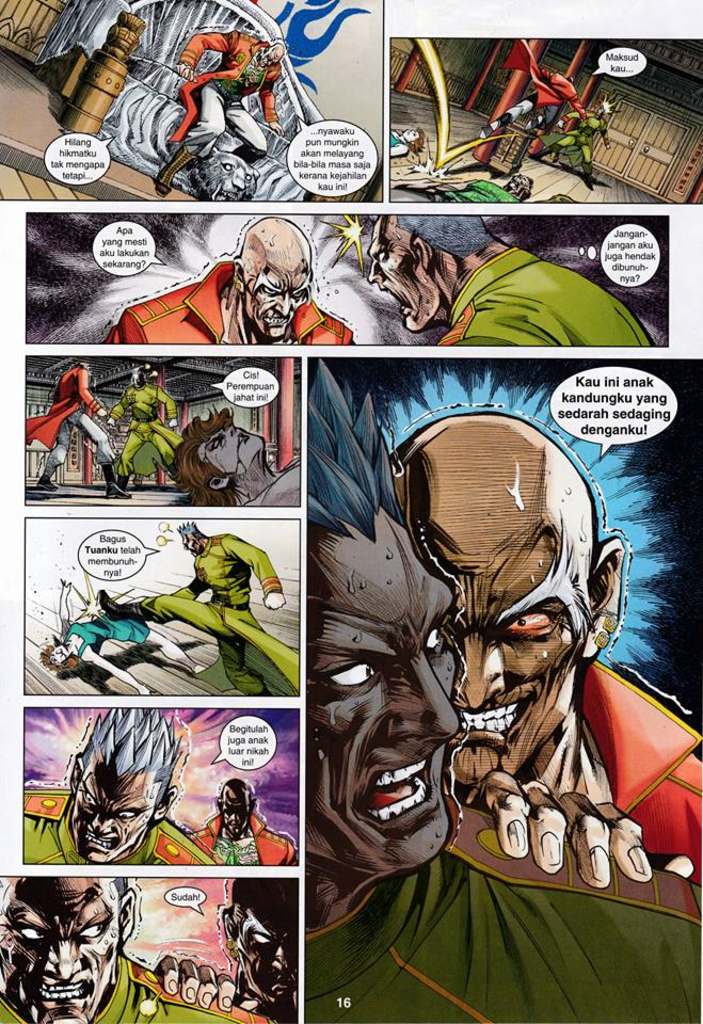 Hilang
hikmatku
tak mengapa
tetapi...
...nyawaku
pun mungkin
akan melayang
bila-bila masa saja
kerana kejahilan
kau ini!
Maksud
kau...
Apa
yang mesti
aku lakukan
sekarang?
Jangan-
jangan aku
juga hendak
dibunuh-
nya?
Cis!
Perempuan
jahat ini!
Kau ini anak
kandungku yang
sedarah sedaging
denganku!
Bagus
Tuanku telah
membunuh-
nya!
Begitulah
juga anak
luar nikah
ini!
Sudah!
16